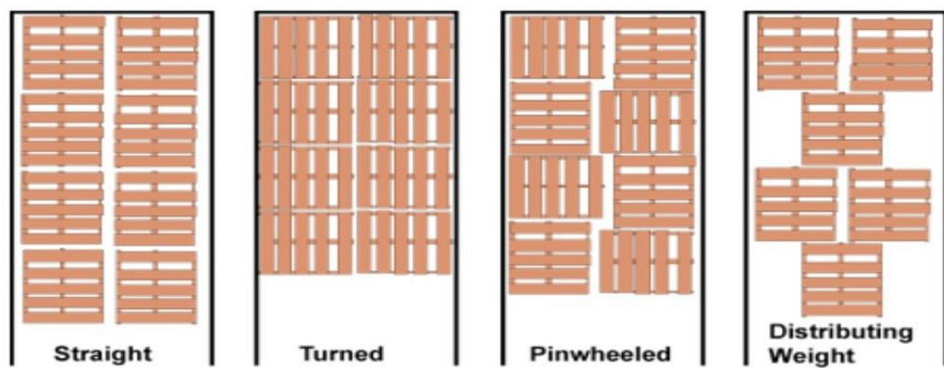 Straight
Turned
Pinwheeled
Distributing
Weight